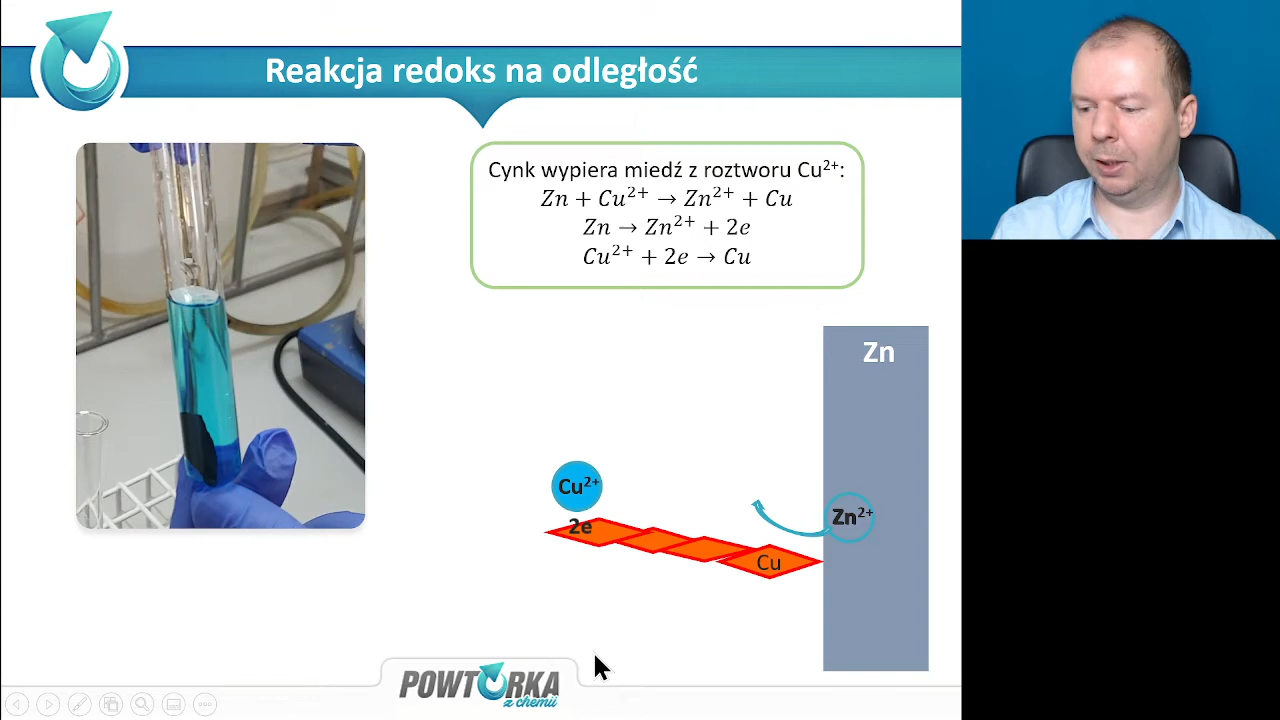 Reakcja redoks na odległość
Cynk wypiera miedź z roztworu Cu²⁺:
Zn + Cu²⁺ → Zn²⁺ + Cu
Zn → Zn²⁺ + 2e
Cu²⁺ + 2e → Cu
Zn
Cu²⁺
Zn²⁺
2e
Cu
POWTÓRKA
z chemii